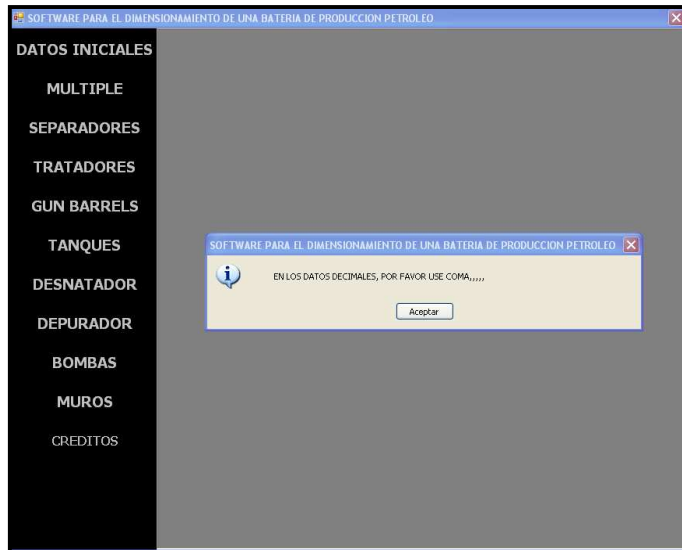 SOFTWARE PARA EL DIMENSIONAMIENTO DE UNA BATERIA DE PRODUCCION PETROLEO
DATOS INICIALES
MULTIPLE
SEPARADORES
TRATADORES
GUN BARRELS
TANQUES
DESNATADOR
DEPURADOR
BOMBAS
MUROS
CREDITOS
SOFTWARE PARA EL DIMENSIONAMIENTO DE UNA BATERIA DE PRODUCCION PETROLEO
EN LOS DATOS DECIMALES, POR FAVOR USE COMA,,,,,
Aceptar